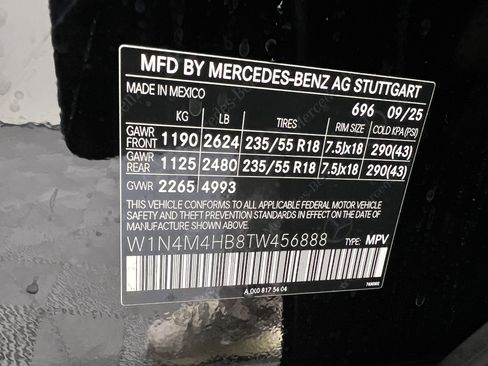 MFD BY MERCEDES-BENZ AG STUTTGART
MADE IN MEXICO 696 09/25
KG LB TIRES RIM SIZE COLD KPA (PSI)
GAWR FRONT 1190 2624 235/55 R18 7.5Jx18 290(43)
GAWR REAR 1125 2480 235/55 R18 7.5Jx18 290(43)
GVWR 2265 4993
THIS VEHICLE CONFORMS TO ALL APPLICABLE FEDERAL MOTOR VEHICLE
SAFETY AND THEFT PREVENTION STANDARDS IN EFFECT ON THE DATE OF
MANUFACTURE SHOWN ABOVE.
W1N4M4HB8TW456888 TYPE: MPV
A 000 817 54 04